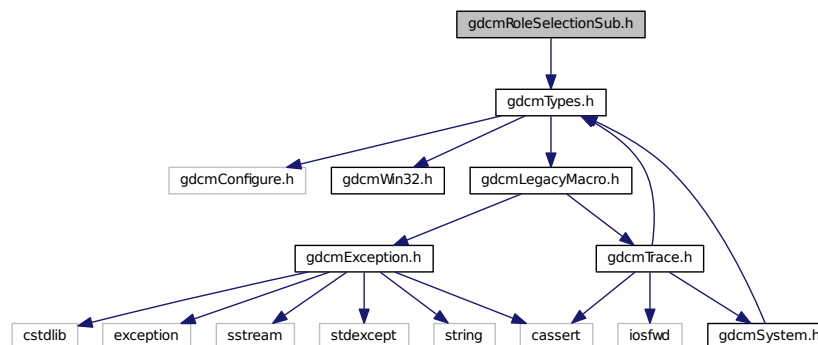 gdcmRoleSelectionSub.h
gdcmTypes.h
gdcmConfigure.h
gdcmWin32.h
gdcmLegacyMacro.h
gdcmException.h
gdcmTrace.h
cstdlib
exception
sstream
stdexcept
string
cassert
iosfwd
gdcmSystem.h